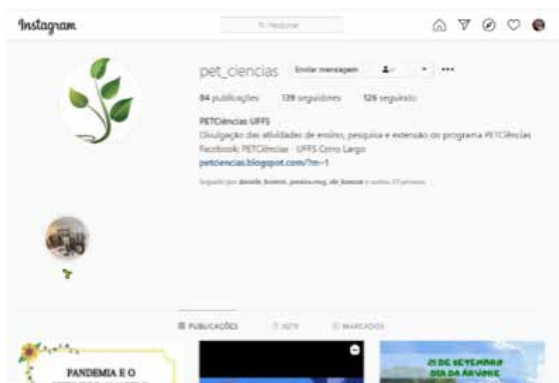 Instagram
Pesquisar
pet_ciencias Enviar mensagem
84 publicações 139 seguidores 126 seguindo
PETCiências UFFS
Divulgação das atividades de ensino, pesquisa e extensão do programa PETCiências
Facebook: PETCiências - UFFS Cerro Largo
petciencias.blogspot.com/?m=1
Seguido por
PUBLICAÇÕES IGTV MARCADOS
PANDEMIA E O
21 DE SETEMBRO
DIA DA ÁRVORE